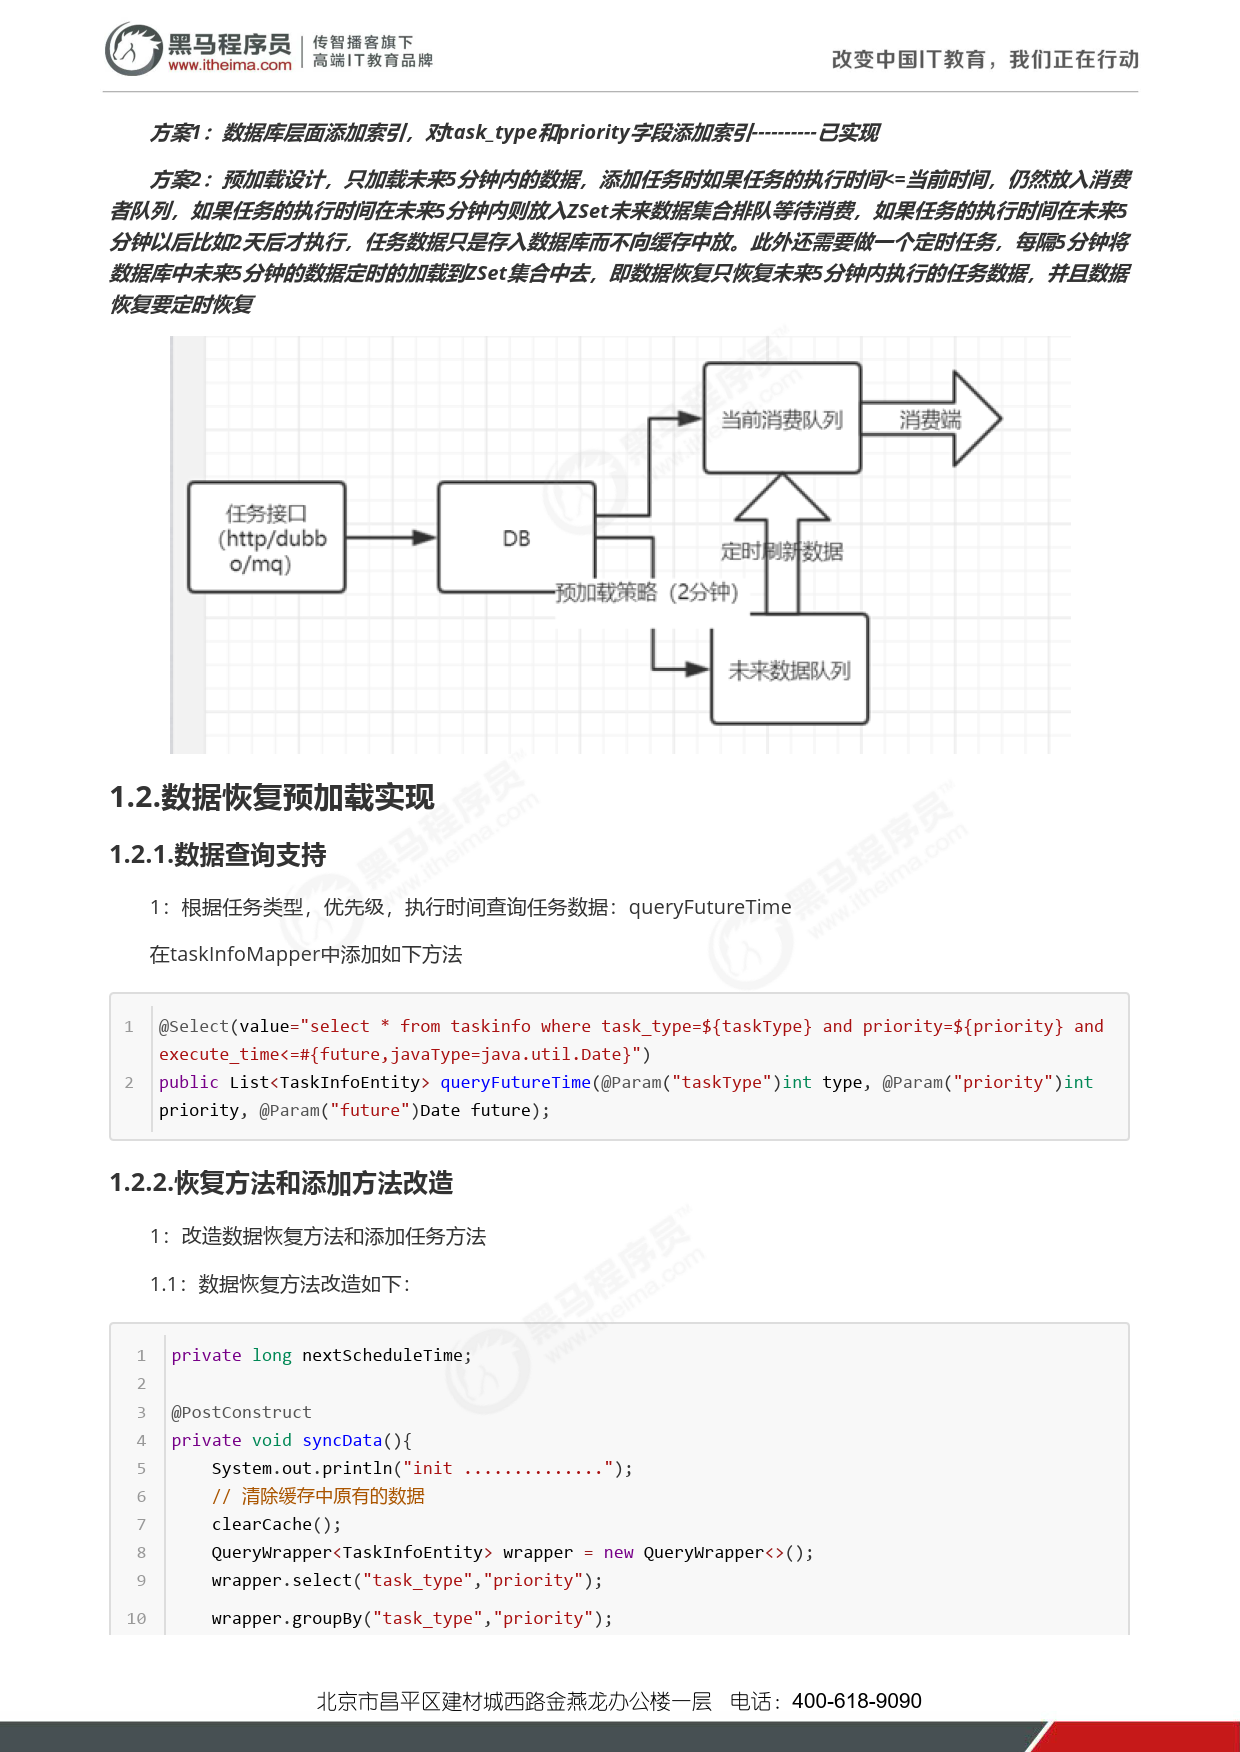 黑马程序员 传智播客旗下
www.itheima.com 高端IT教育品牌
改变中国IT教育，我们正在行动
方案1：数据库层面添加索引，对task_type和priority字段添加索引----------已实现
方案2：预加载设计，只加载未来5分钟内的数据，添加任务时如果任务的执行时间<=当前时间，仍然放入消费
者队列，如果任务的执行时间在未来5分钟内则放入ZSet未来数据集合排队等待消费，如果任务的执行时间在未来5
分钟以后比如2天后才执行，任务数据只是存入数据库而不向缓存中放。此外还需要做一个定时任务，每隔5分钟将
数据库中未来5分钟的数据定时的加载到ZSet集合中去，即数据恢复只恢复未来5分钟内执行的任务数据，并且数据
恢复要定时恢复
当前消费队列
消费端
任务接口
（http/dubb
o/mq）
DB
定时刷新数据
预加载策略（2分钟）
未来数据队列
1.2.数据恢复预加载实现
1.2.1.数据查询支持
1：根据任务类型，优先级，执行时间查询任务数据：queryFutureTime
在taskInfoMapper中添加如下方法
1 @Select(value="select * from taskinfo where task_type=${taskType} and priority=${priority} and
execute_time<=#{future,javaType=java.util.Date}")
2 public List<TaskInfoEntity> queryFutureTime(@Param("taskType")int type, @Param("priority")int
priority, @Param("future")Date future);
1.2.2.恢复方法和添加方法改造
1：改造数据恢复方法和添加任务方法
1.1：数据恢复方法改造如下：
1 private long nextScheduleTime;
2
3 @PostConstruct
4 private void syncData(){
5     System.out.println("init ..............");
6     // 清除缓存中原有的数据
7     clearCache();
8     QueryWrapper<TaskInfoEntity> wrapper = new QueryWrapper<>();
9     wrapper.select("task_type","priority");
10     wrapper.groupBy("task_type","priority");
北京市昌平区建材城西路金燕龙办公楼一层 电话：400-618-9090